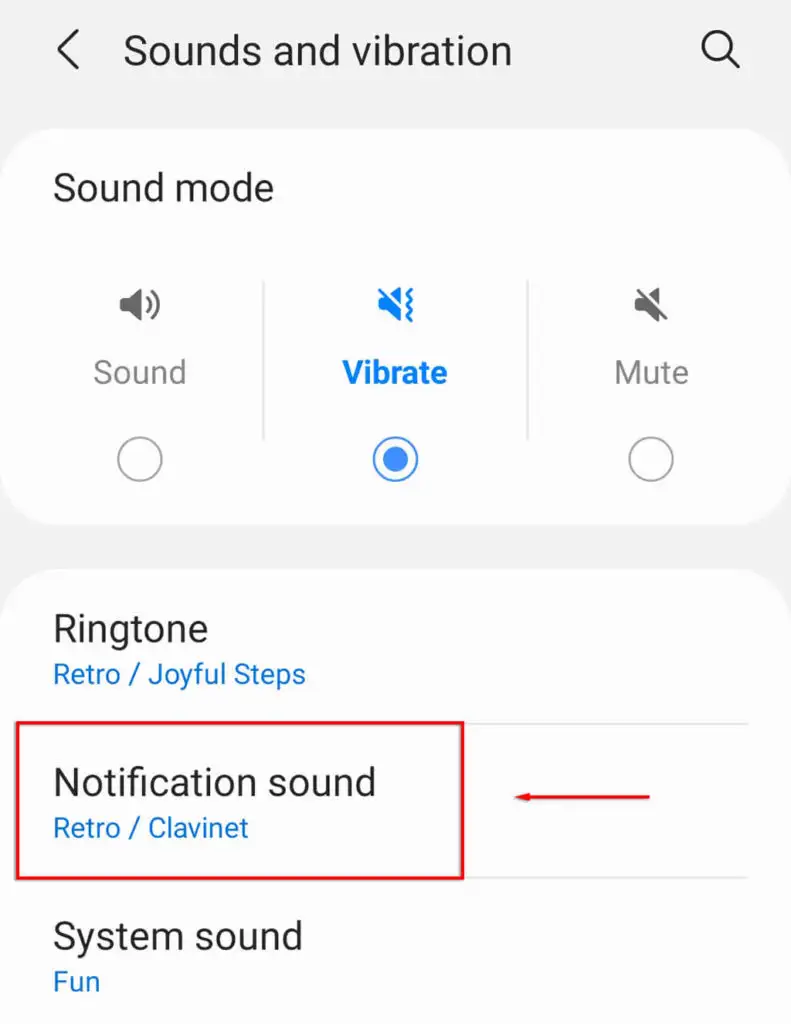 Sounds and vibration
Sound mode
Sound Vibrate Mute
Ringtone
Retro / Joyful Steps
Notification sound
Retro / Clavinet
System sound
Fun